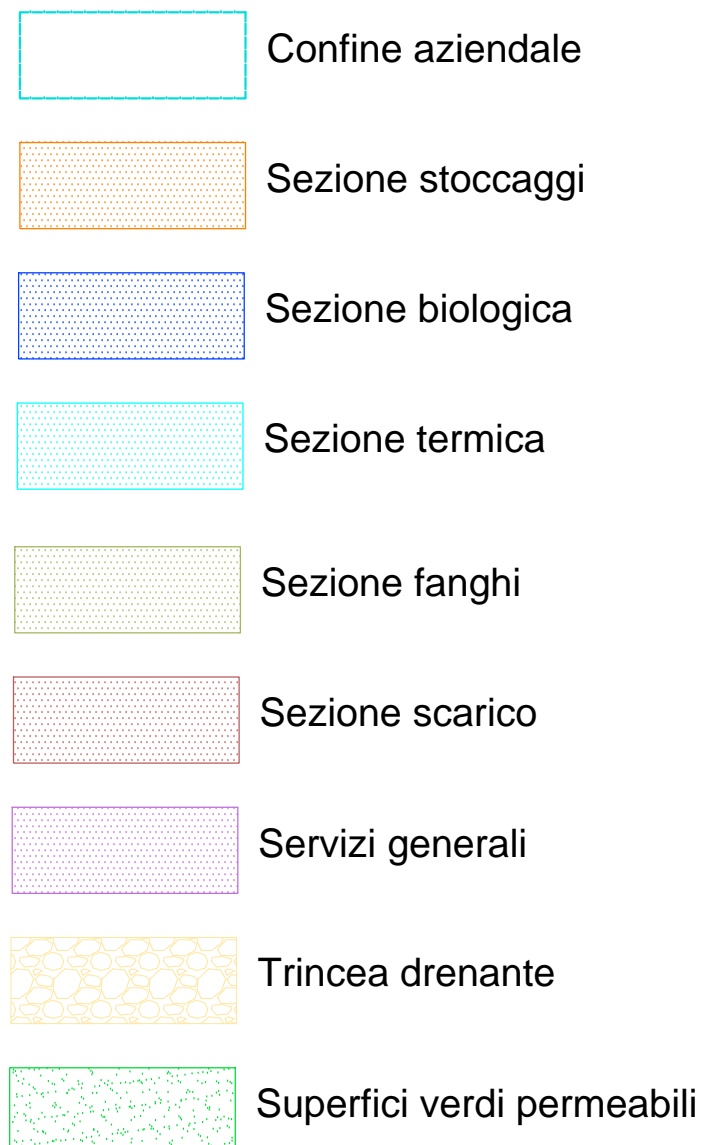 Confine aziendale
Sezione stoccaggi
Sezione biologica
Sezione termica
Sezione fanghi
Sezione scarico
Servizi generali
Trincea drenante
Superfici verdi permeabili